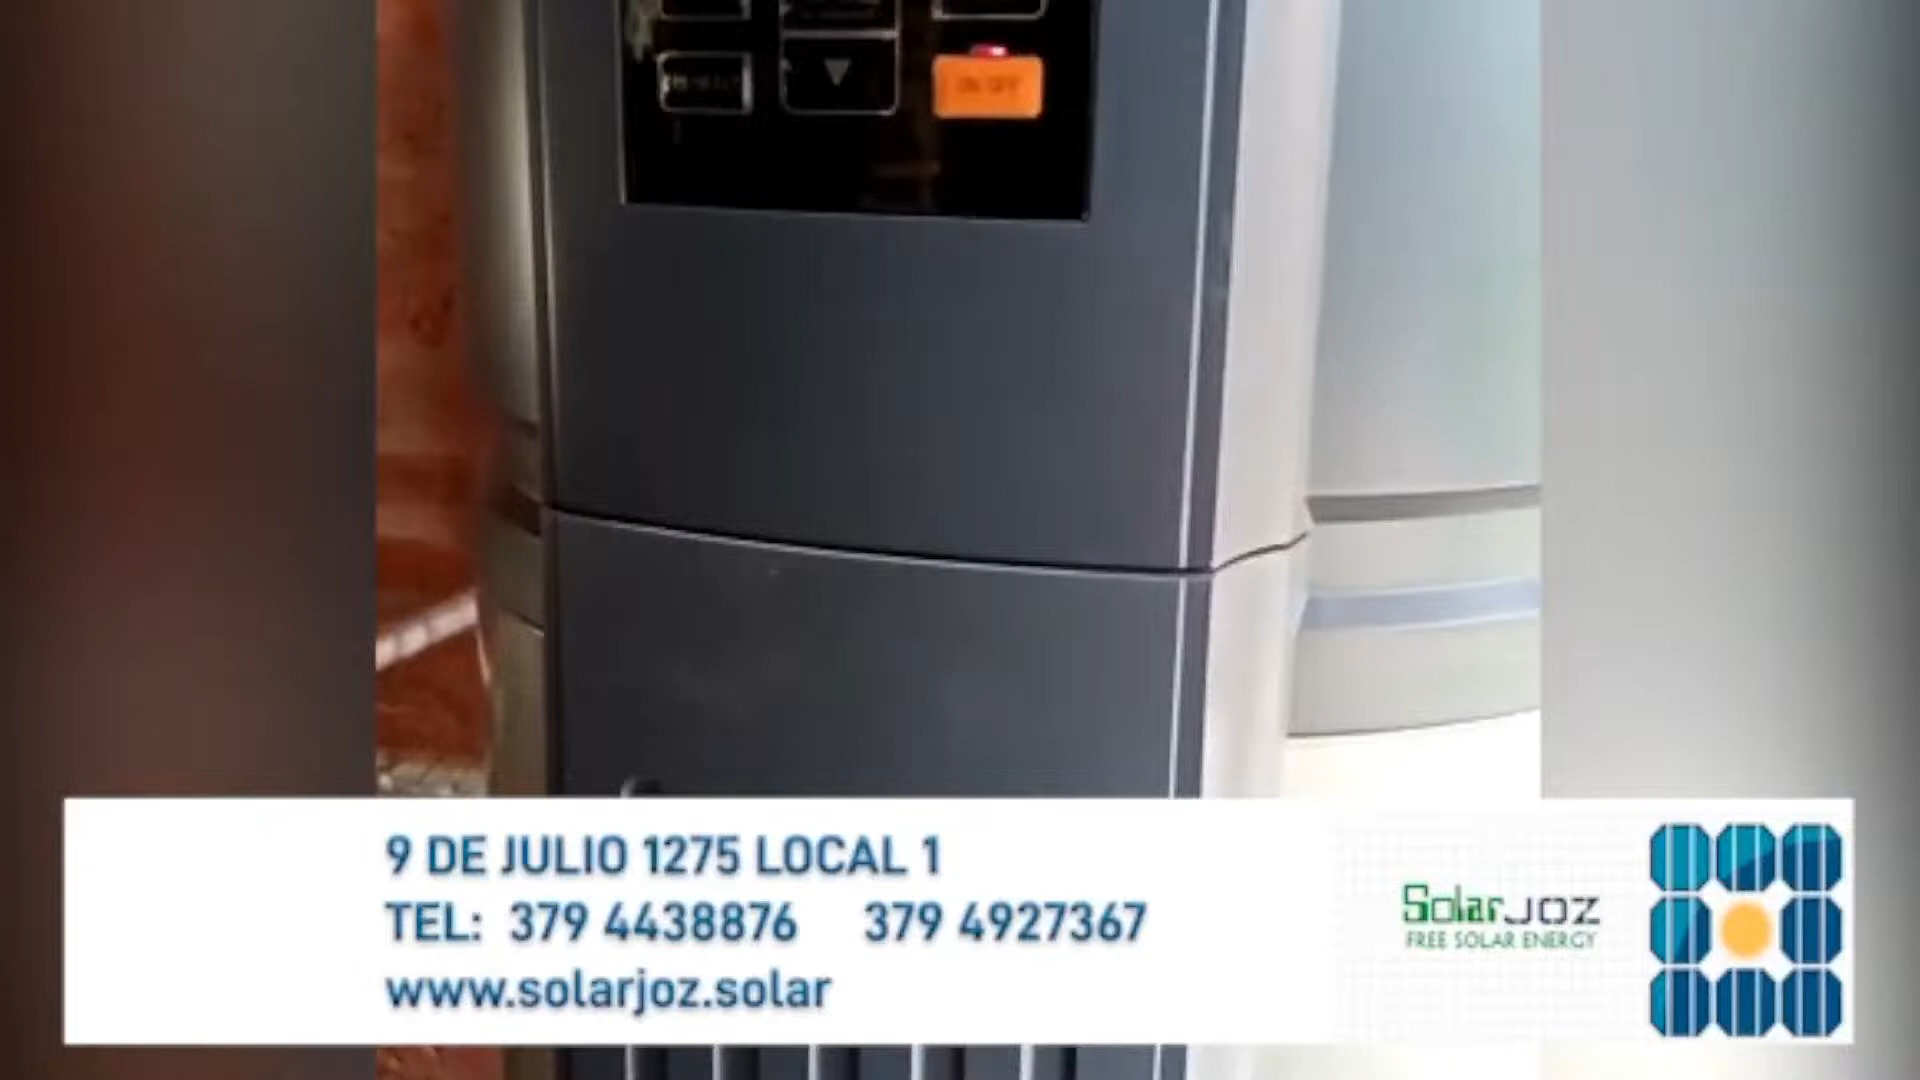 9 DE JULIO 1275 LOCAL 1
TEL: 379 4438876 379 4927367
www.solarjoz.solar
SolarJOZ
FREE SOLAR ENERGY